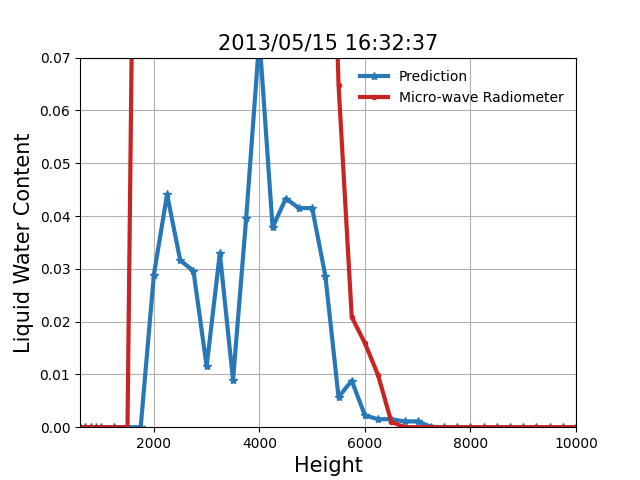 2013/05/15 16:32:37
0.07
0.06
0.05
0.04
0.03
0.02
0.01
0.00
Liquid Water Content
Prediction
Micro-wave Radiometer
2000 4000 6000 8000 10000
Height